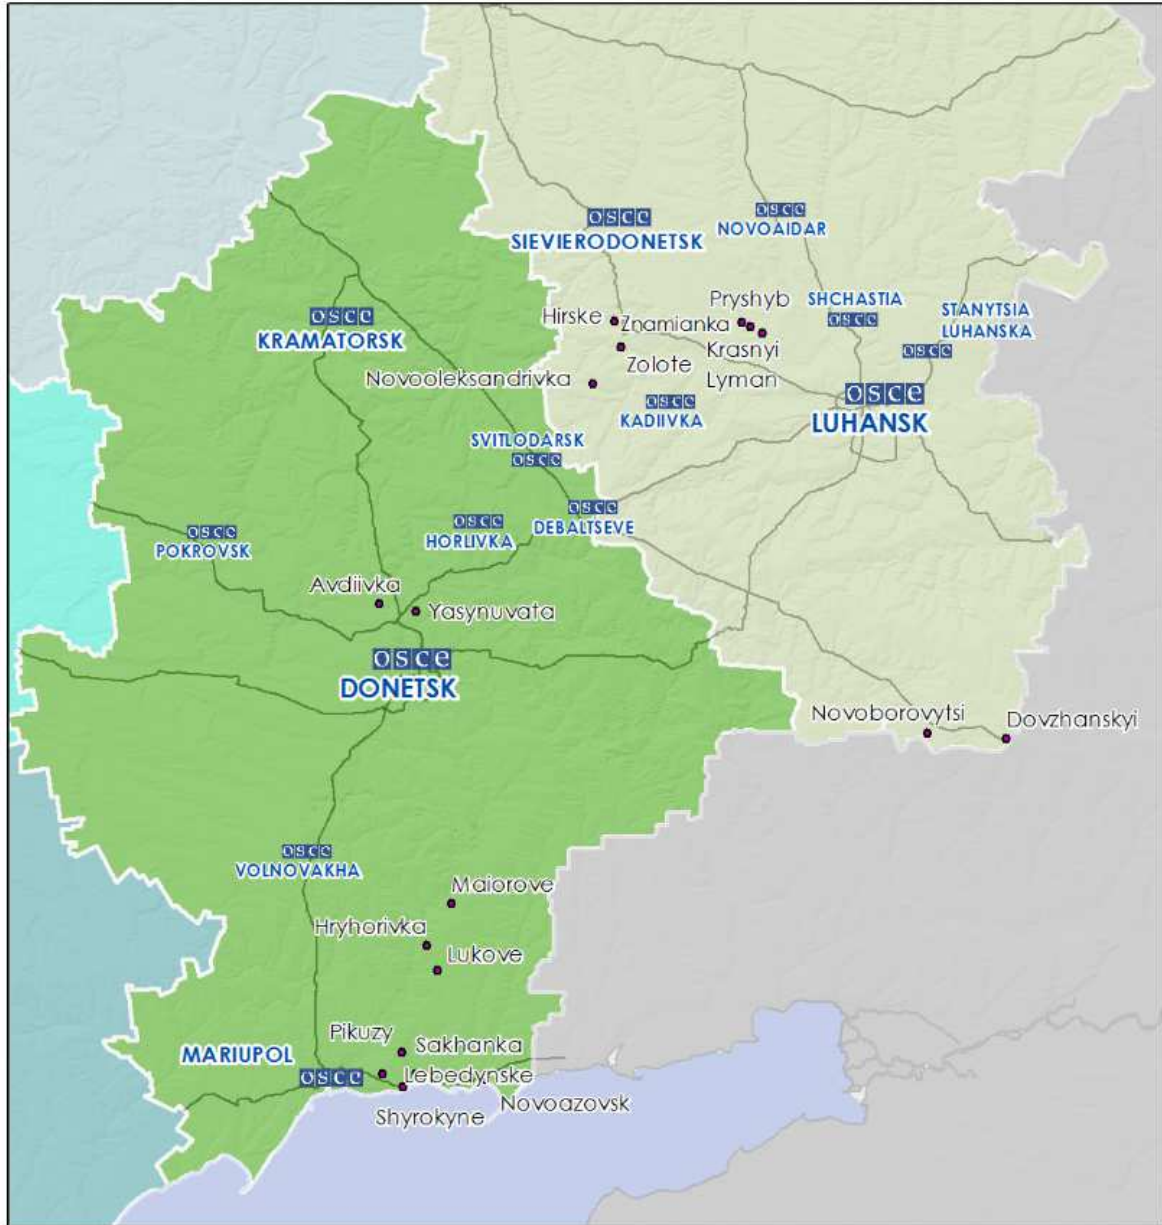 OSCE
SIEVIERODONETSK
OSCE
NOVOAIDAR
OSCE
KRAMATORSK
Hirske
Znamianka
Pryshyb
Krasnyi
Lyman
Zolote
Novooleksandrivka
SHCHASTIA
OSCE
STANYTSIA
LUHANSKA
OSCE
OSCE
KADIIVKA
OSCE
LUHANSK
SVITLODARSK
OSCE
OSCE
DEBALTSEVE
OSCE
HORLIVKA
OSCE
POKROVSK
Avdiivka
Yasynuvata
OSCE
DONETSK
Novoborovytsi
Dovzhanskyi
OSCE
VOLNOVAKHA
Maiorove
Hryhorivka
Lukove
Pikuzy
Sakhanka
MARIUPOL
OSCE
Lebedynske
Novoazovsk
Shyrokyne